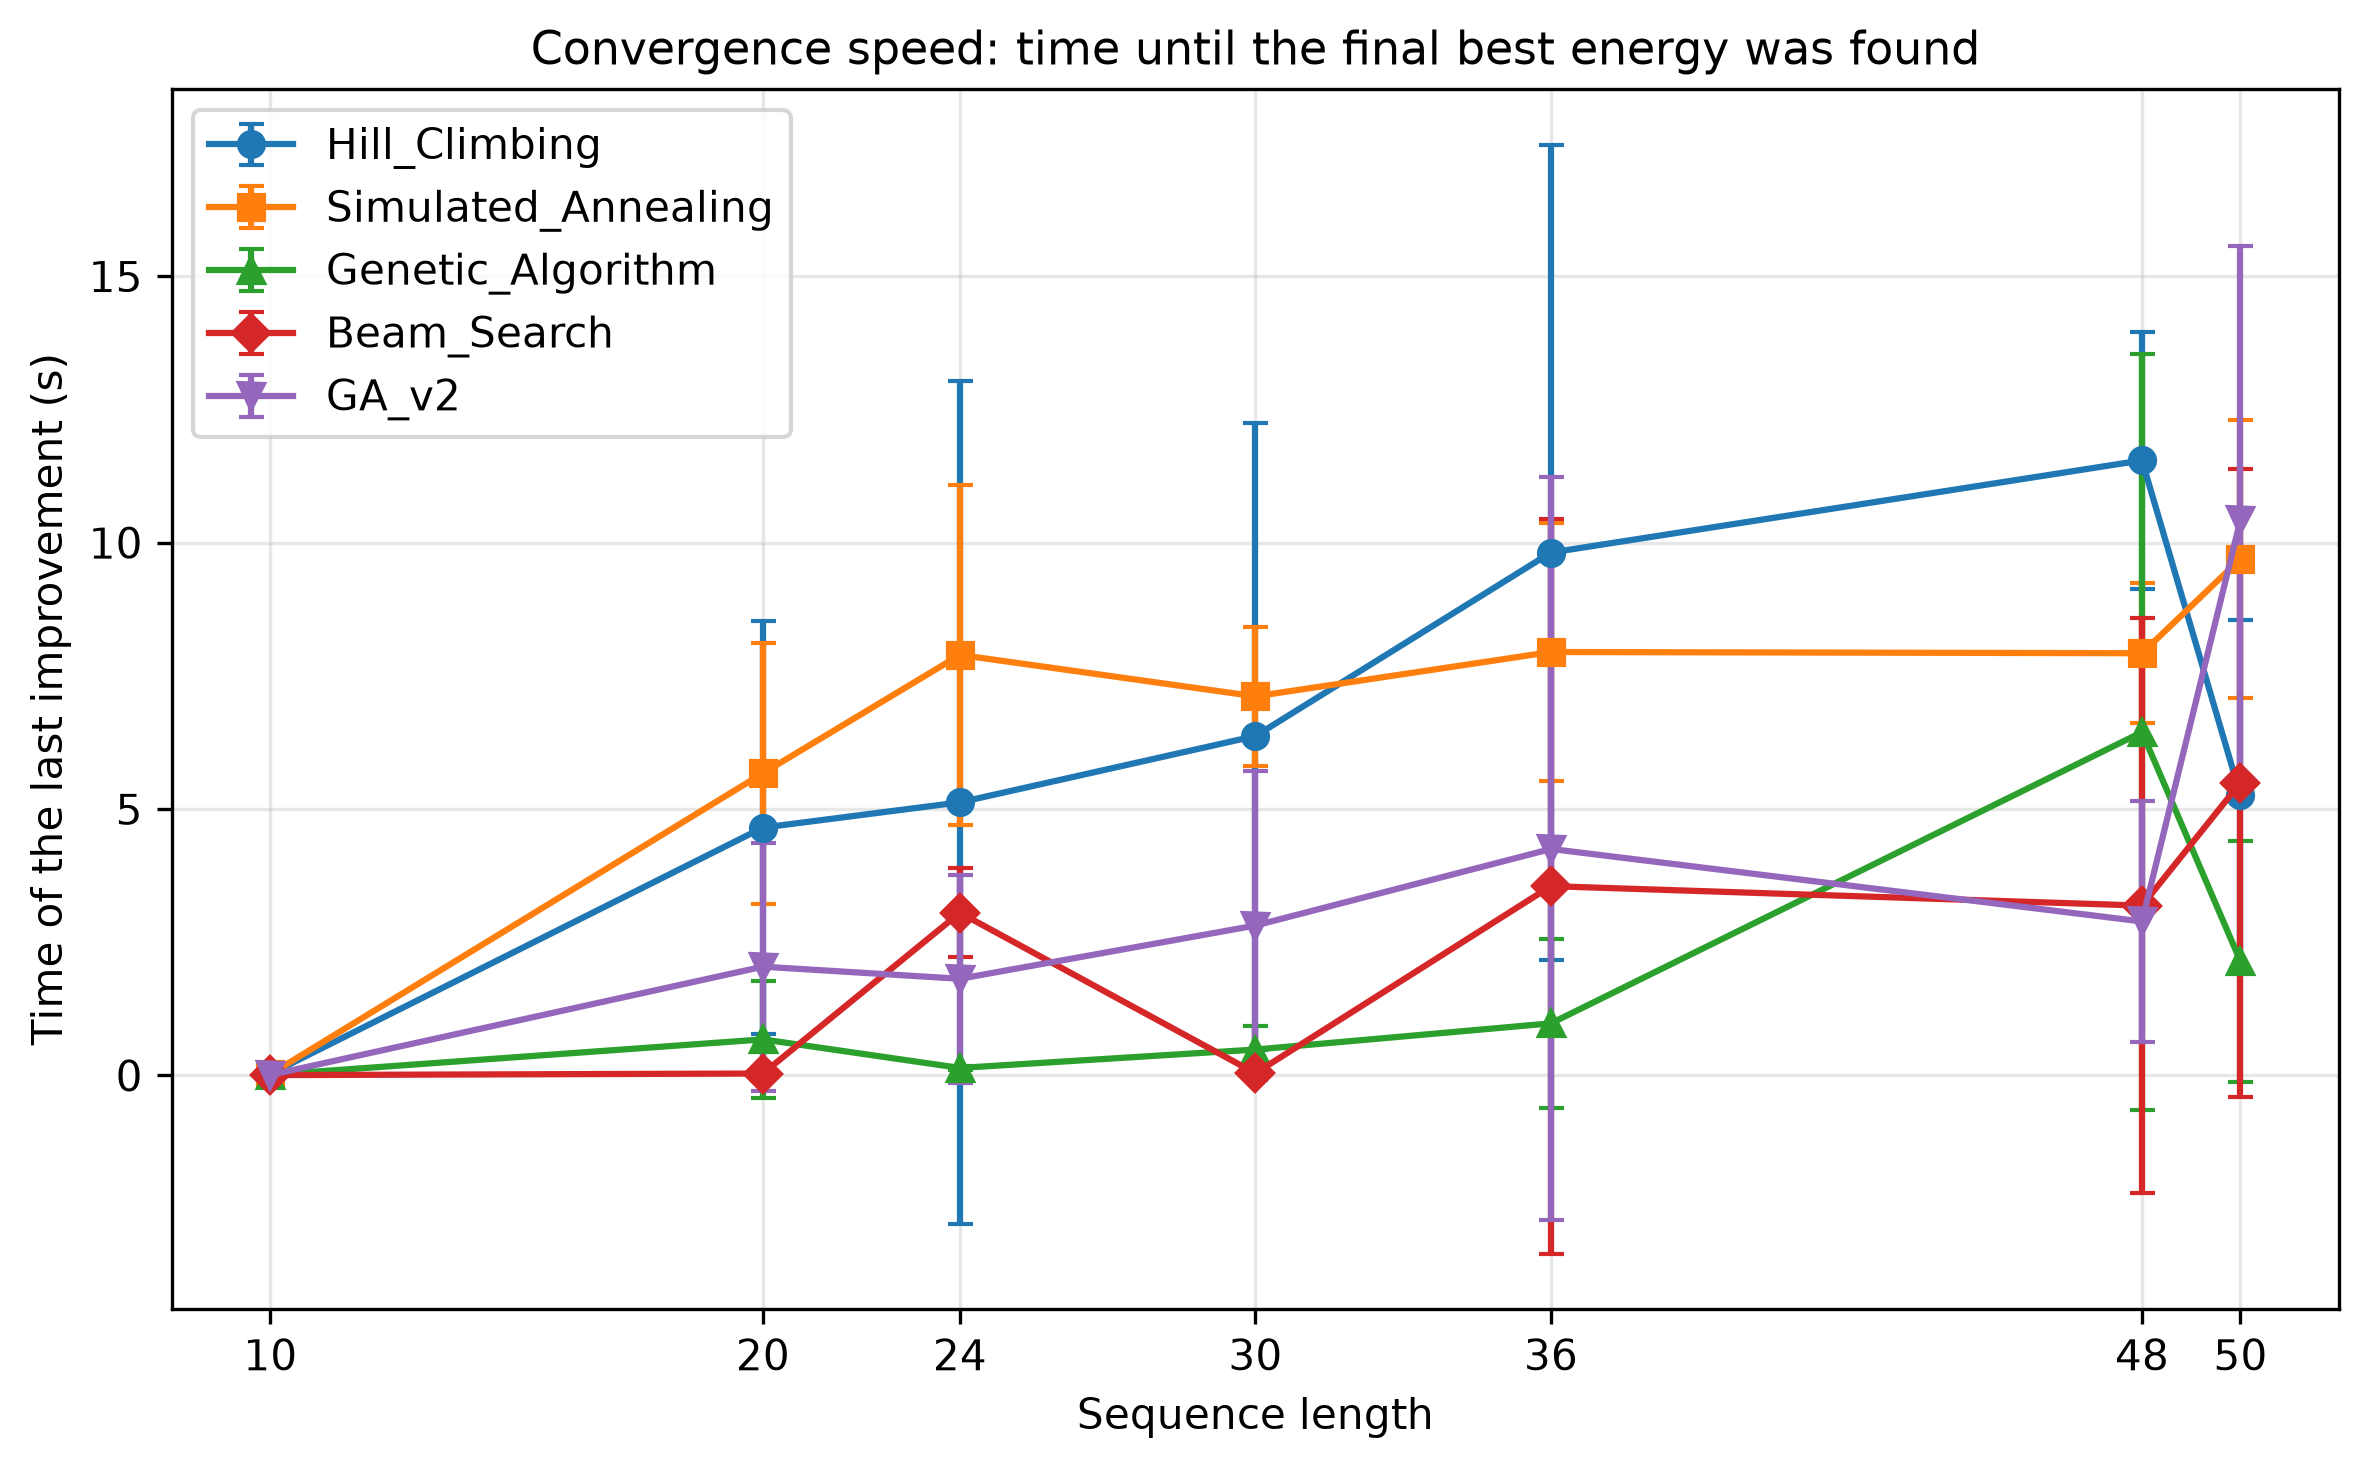 Convergence speed: time until the final best energy was found
Hill_Climbing
Simulated_Annealing
Genetic_Algorithm
Beam_Search
GA_v2
Time of the last improvement (s)
15
10
5
0
10 20 24 30 36 48 50
Sequence length